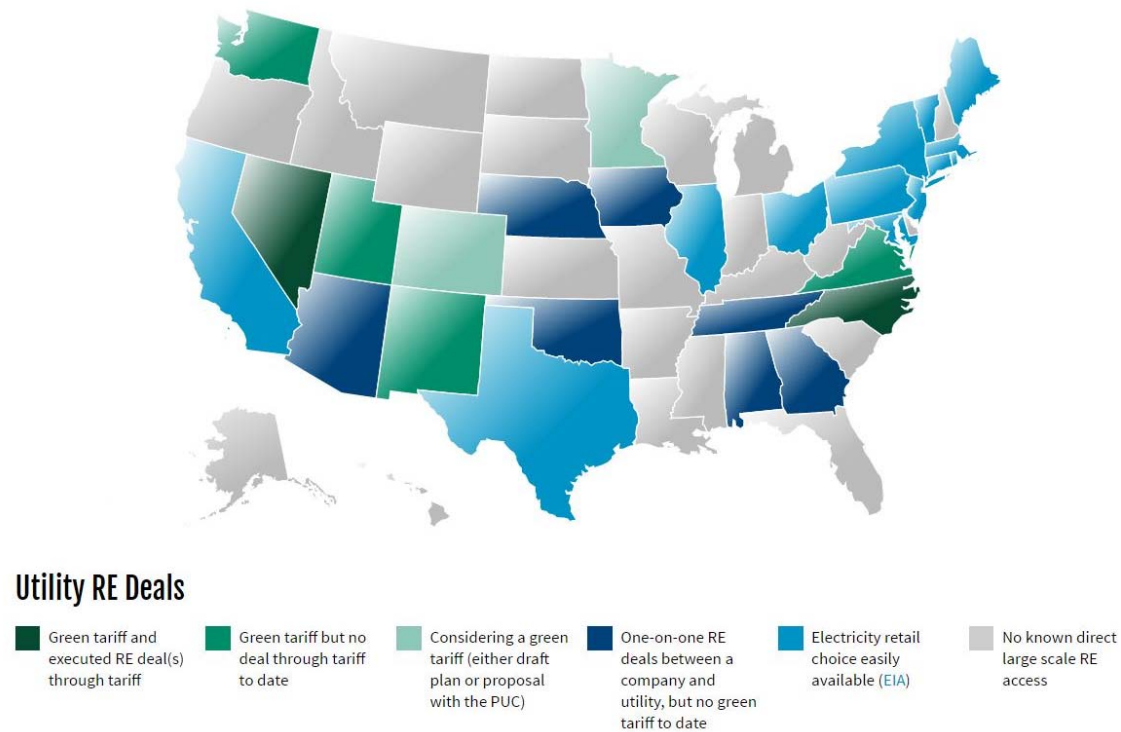 Utility RE Deals
Green tariff and
executed RE deal(s)
through tariff
Green tariff but no
deal through tariff
to date
Considering a green
tariff (either draft
plan or proposal
with the PUC)
One-on-one RE
deals between a
company and
utility, but no green
tariff to date
Electricity retail
choice easily
available (EIA)
No known direct
large scale RE
access